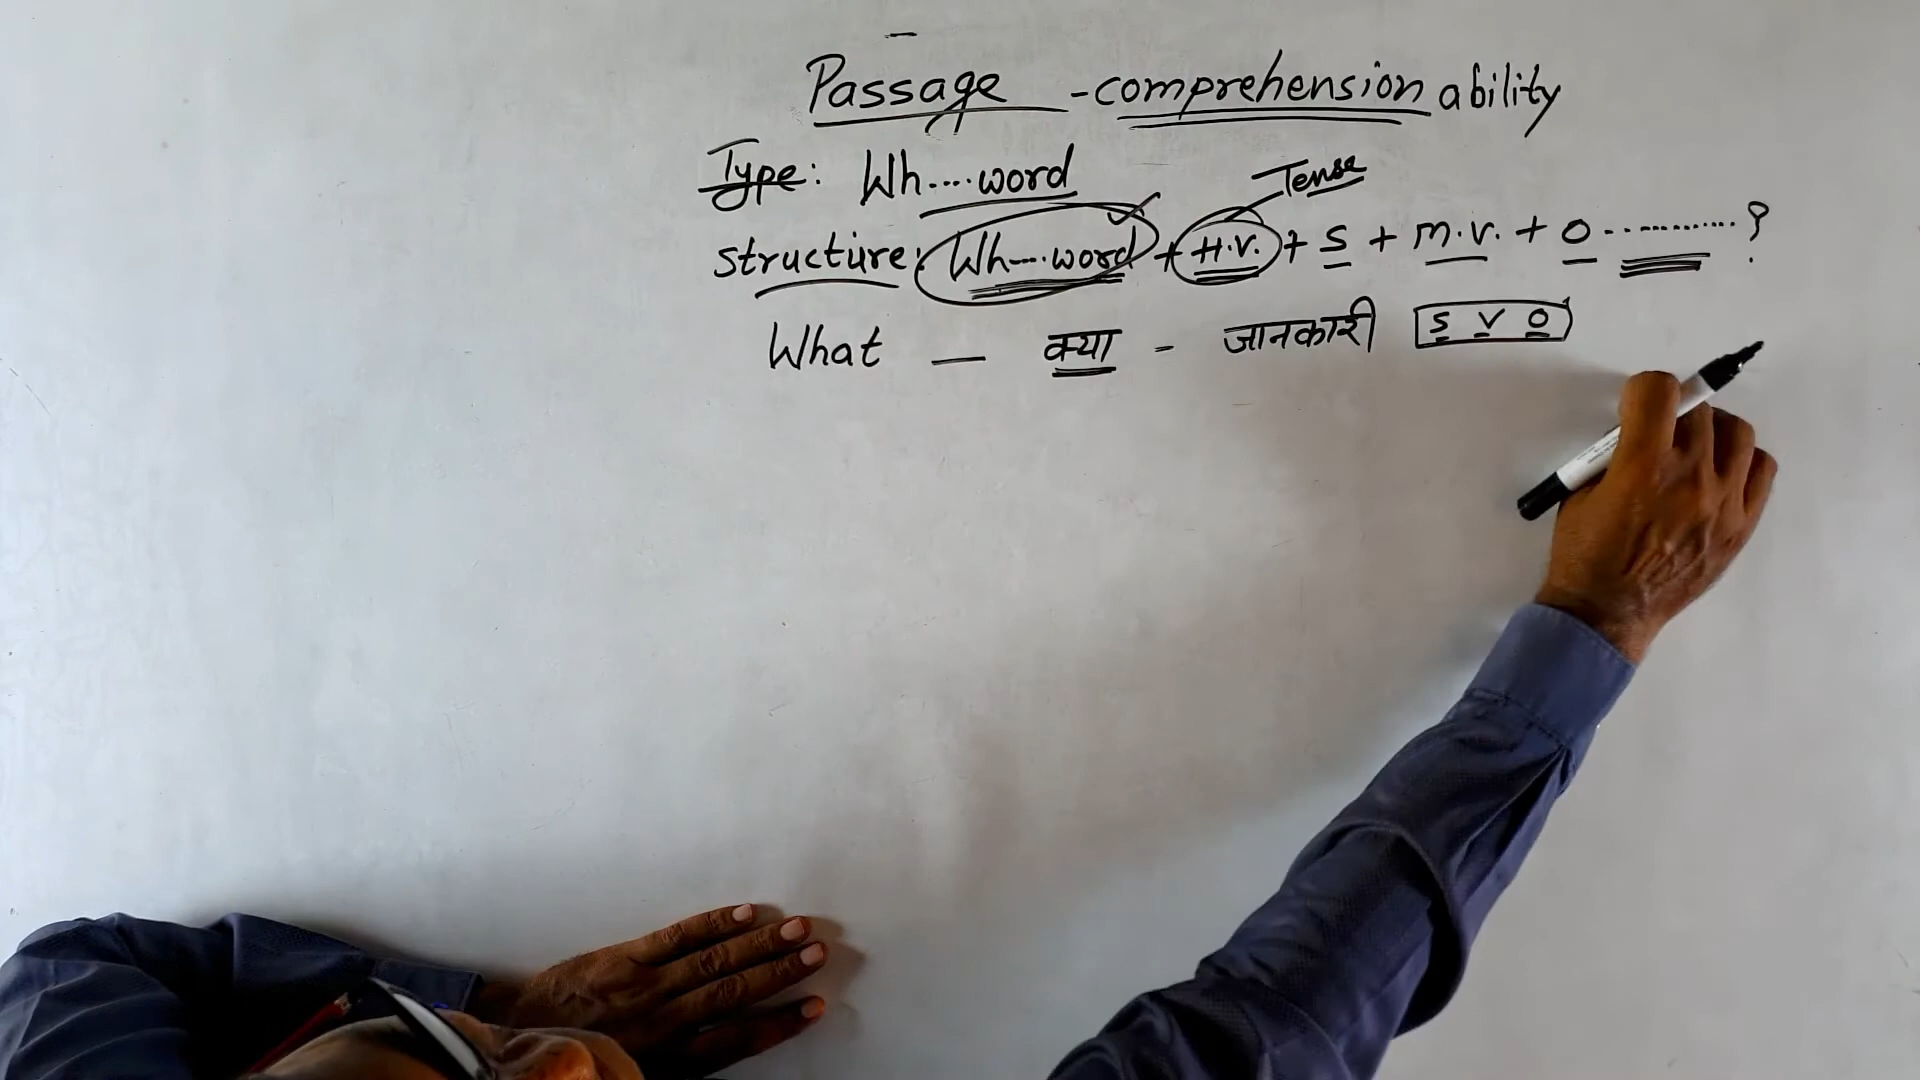 Passage - comprehension ability
Type: Wh....word Tense
structure: Wh....word + H.V. + S + M.V. + O ............?
What — क्या - जानकारी S V O